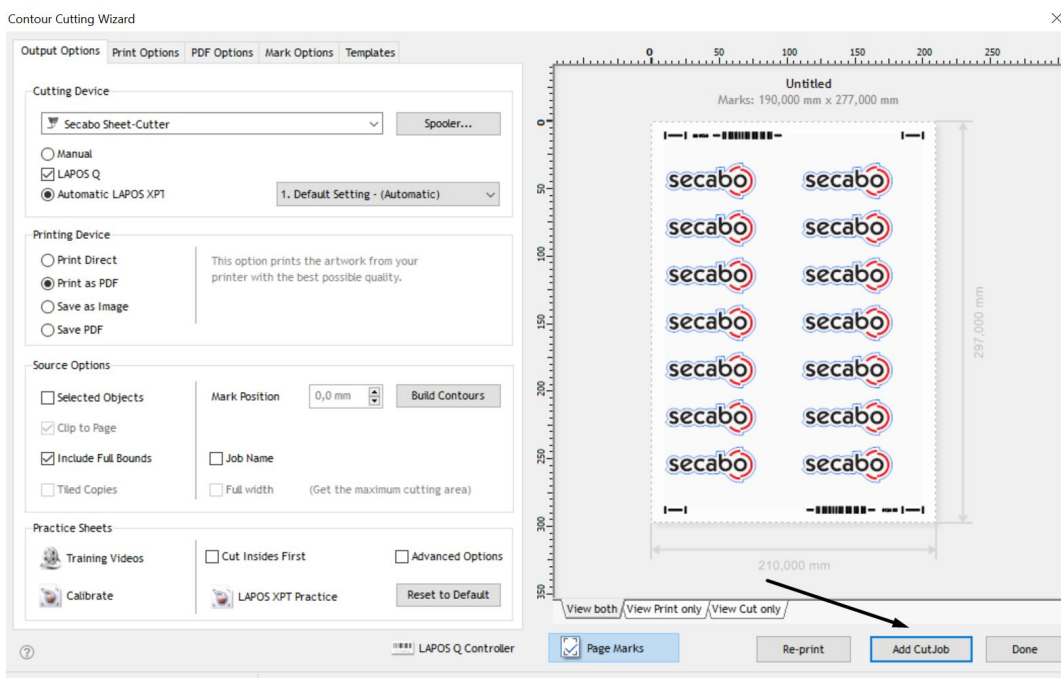 Contour Cutting Wizard
Output Options Print Options PDF Options Mark Options Templates
Cutting Device
Secabo Sheet-Cutter Spooler...
Manual
LAPOS Q
Automatic LAPOS XPT 1. Default Setting - (Automatic)
Printing Device
Print Direct This option prints the artwork from your
Print as PDF printer with the best possible quality.
Save as Image
Save PDF
Source Options
Selected Objects Mark Position 0,0 mm Build Contours
Clip to Page
Include Full Bounds Job Name
Tiled Copies Full width (Get the maximum cutting area)
Practice Sheets
Training Videos Cut Insides First Advanced Options
Calibrate LAPOS XPT Practice Reset to Default
LAPOS Q Controller
0 50 100 150 200 250
Untitled
Marks: 190,000 mm x 277,000 mm
0
50
100
150
200
250
300
350
secabo secabo
secabo secabo
secabo secabo
secabo secabo
secabo secabo
secabo secabo
secabo secabo
297,000 mm
210,000 mm
View both View Print only View Cut only
Page Marks Re-print Add CutJob Done